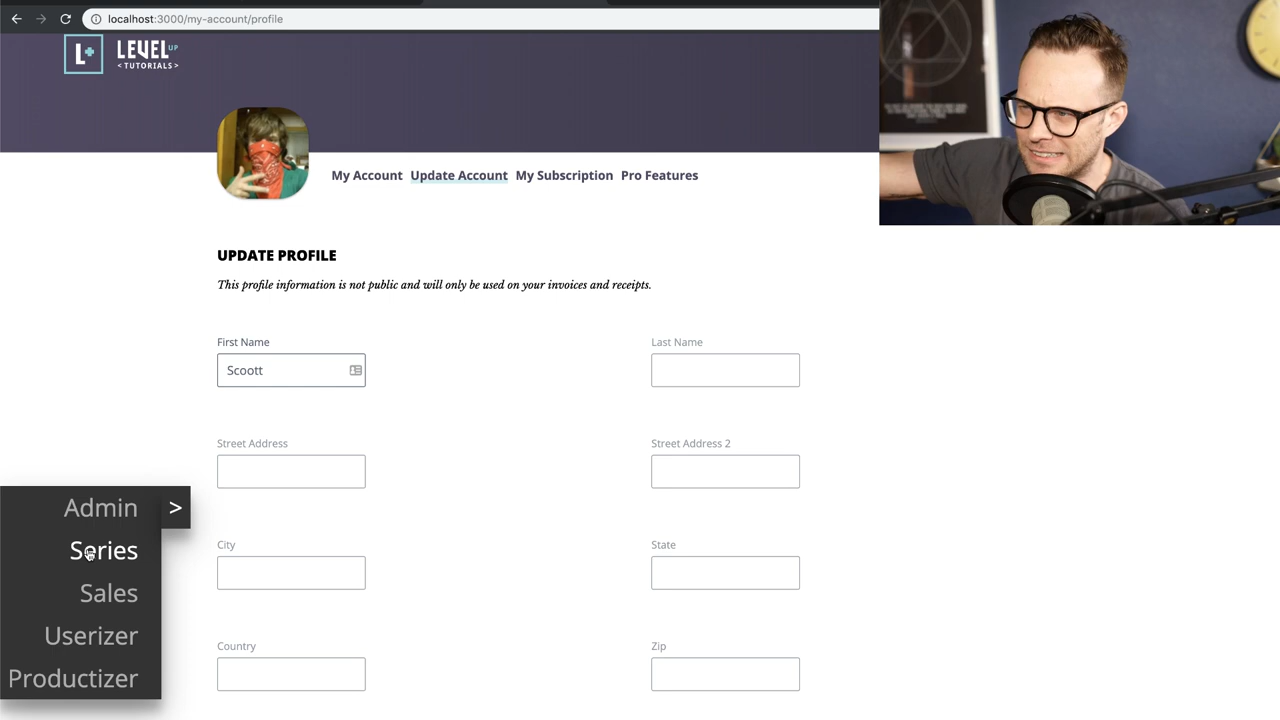 localhost:3000/my-account/profile
L+
LEVEL UP
<TUTORIALS>
My Account Update Account My Subscription Pro Features
UPDATE PROFILE
This profile information is not public and will only be used on your invoices and receipts.
First Name
Scoott
Last Name
Street Address
Street Address 2
City
State
Country
Zip
Admin >
Series
Sales
Userizer
Productizer